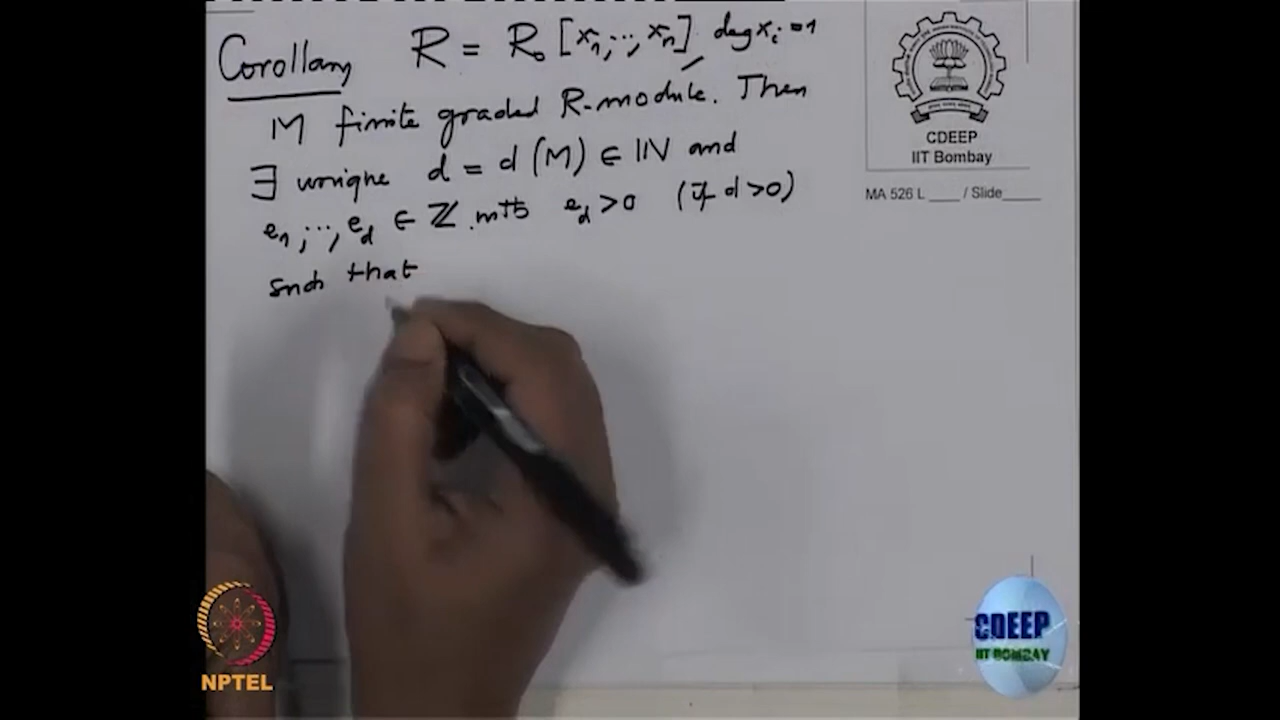 Corollary R = R₀ [x₁,..,xₙ] deg xᵢ = 1
M finite graded R-module. Then
∃ unique d = d(M) ∈ ℕ and
e₁,..,e_d ∈ ℤ with e_d > 0 (if d > 0)
such that
CDEEP
IIT Bombay
MA 526 L ____ / Slide_____
NPTEL
CDEEP
IIT BOMBAY